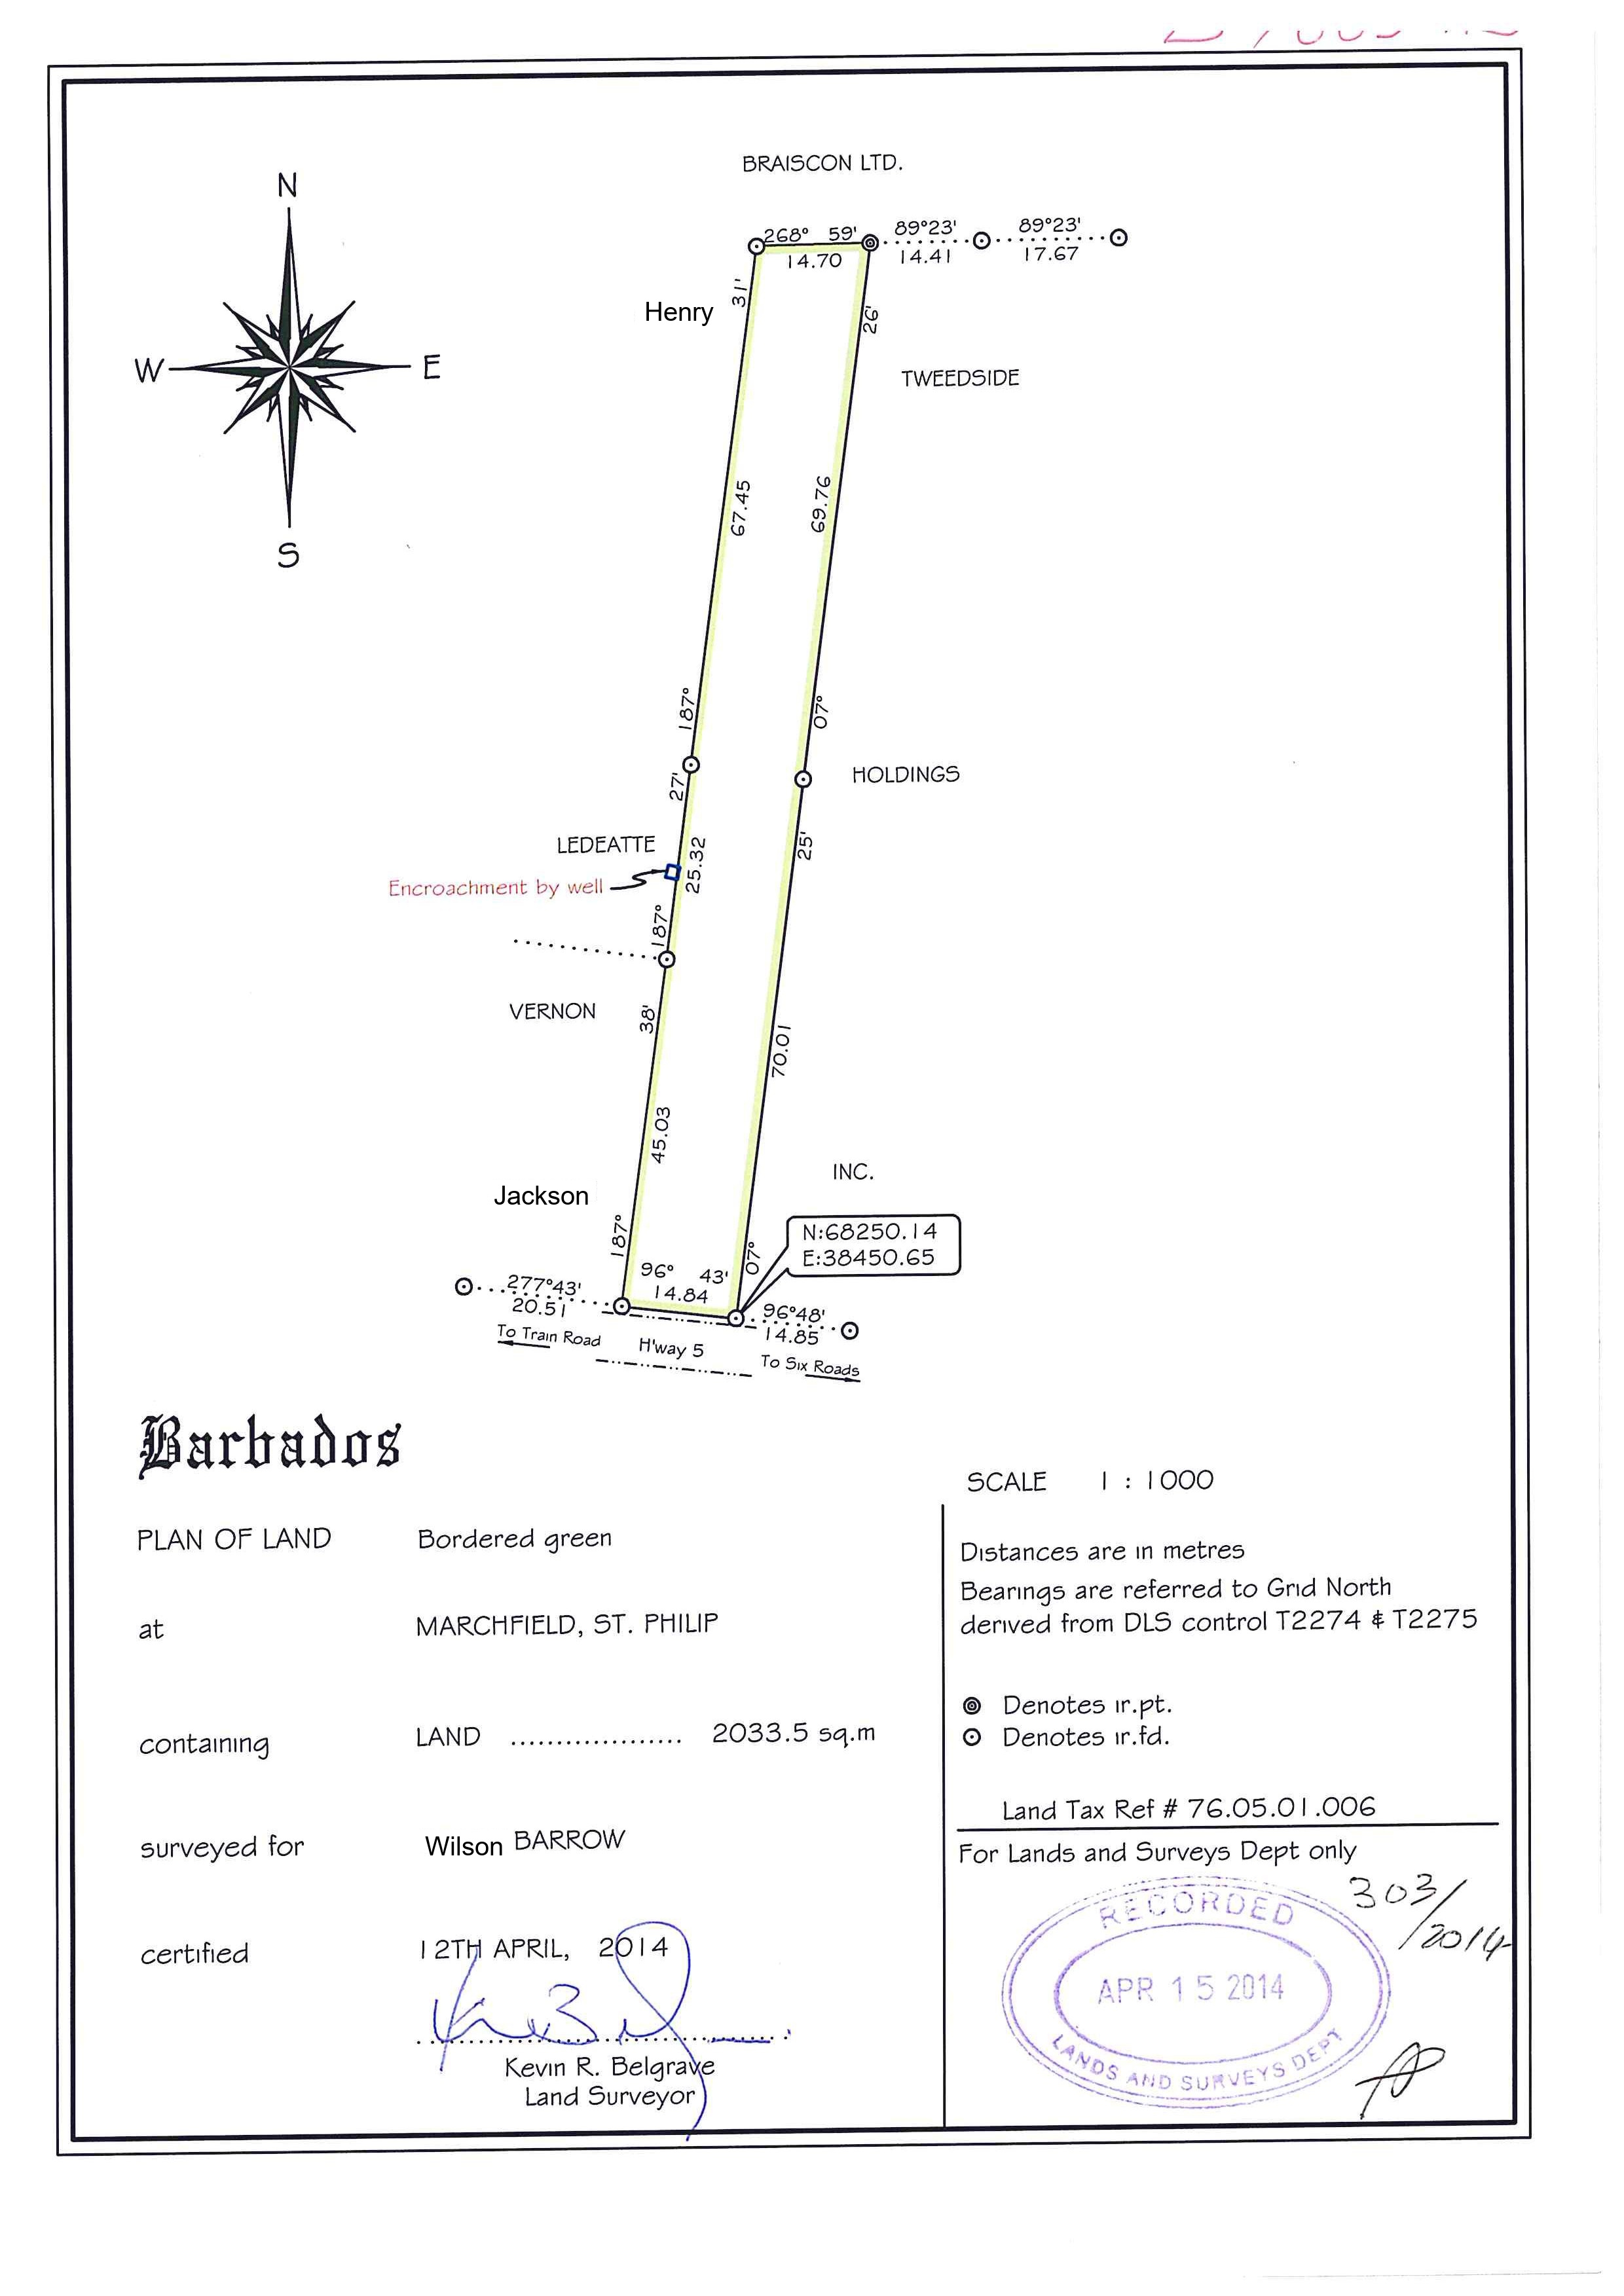 BRAISCON LTD.
N
W
E
S
268° 59'
14.70
89°23'
14.41
89°23'
17.67
Henry
31'
26'
TWEEDSIDE
67.45
69.76
187°
07°
27'
HOLDINGS
25'
LEDEATTE
25.32
Encroachment by well
187°
VERNON
38'
70.01
45.03
INC.
Jackson
187°
07°
N:68250.14
E:38450.65
96° 43'
14.84
277°43'
20.51
96°48'
14.85
To Train Road
H'way 5
To Six Roads
Barbados
SCALE 1 : 1000
PLAN OF LAND Bordered green
at MARCHFIELD, ST. PHILIP
containing LAND ................... 2033.5 sq.m
surveyed for Wilson BARROW
certified 12TH APRIL, 2014
Kevin R. Belgrave
Land Surveyor
Distances are in metres
Bearings are referred to Grid North
derived from DLS control T2274 & T2275
Denotes ir.pt.
Denotes ir.fd.
Land Tax Ref # 76.05.01.006
For Lands and Surveys Dept only
303/
2014
RECORDED
APR 15 2014
LANDS AND SURVEYS DEPT